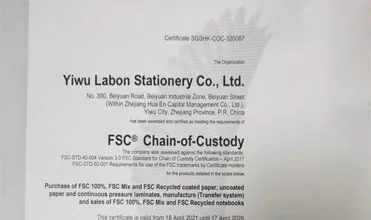 Certificate SGSHK-COC-320087
The Organization
Yiwu Labon Stationery Co., Ltd.
No. 300, Beiyuan Road, Beiyuan Industrial Zone, Beiyuan Street
(Within Zhejiang Hua En Capital Management Co., Ltd.),
Yiwu City, Zhejiang Province, P.R. China
has been assessed and certified as meeting the requirements of
FSC® Chain-of-Custody
The company was assessed against the following standards:
FSC-STD-40-004 Version 3.0 FSC Standard for Chain of Custody Certification – April 2017
FSC-STD-50-001 Requirements for use of the FSC trademarks by Certificate Holders
for the products detailed in the scope below
Purchase of FSC 100%, FSC Mix and FSC Recycled coated paper, uncoated
paper and continuous pressure laminates, manufacture (Transfer system)
and sales of FSC 100%, FSC Mix and FSC Recycled notebooks
This certificate is valid from 18 April 2021 until 17 April 2026